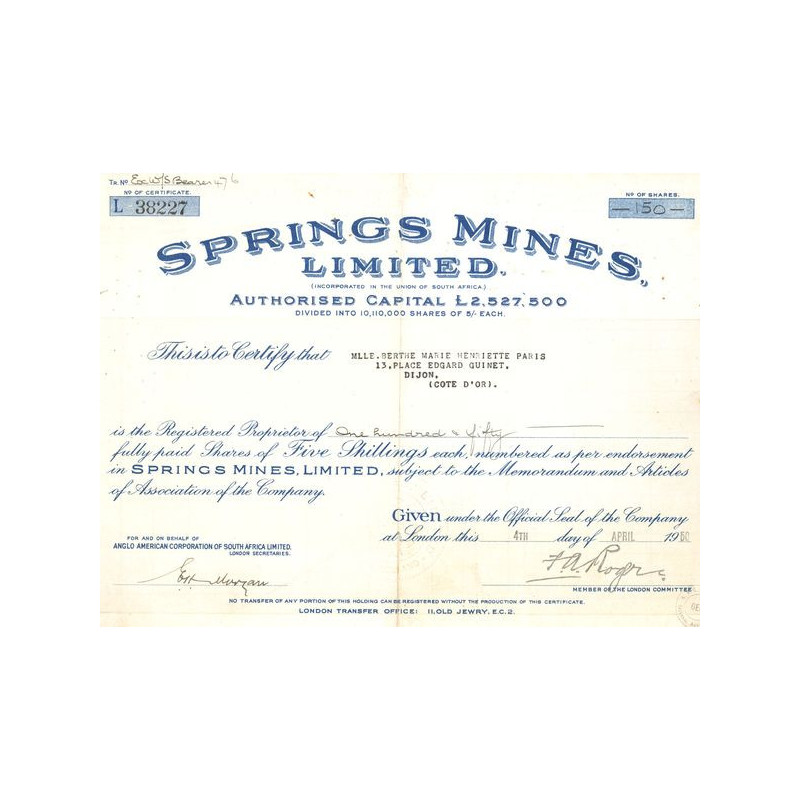 TR. Nº Ex W/S Bearer 476
Nº OF CERTIFICATE.
L 38227
Nº OF SHARES.
—150—
SPRINGS MINES,
LIMITED.
(INCORPORATED IN THE UNION OF SOUTH AFRICA.)
AUTHORISED CAPITAL £2,527,500
DIVIDED INTO 10,110,000 SHARES OF 5/- EACH.
This is to Certify that MLLE.BERTHE MARIE HENRIETTE PARIS
13,PLACE EDGARD QUINET,
DIJON,
(COTE D'OR).
is the Registered Proprietor of One hundred & fifty
fully paid Shares of Five Shillings each, numbered as per endorsement
in SPRINGS MINES, LIMITED, subject to the Memorandum and Articles
of Association of the Company.
Given under the Official Seal of the Company
at London this 4TH day of APRIL 1950
FOR AND ON BEHALF OF
ANGLO AMERICAN CORPORATION OF SOUTH AFRICA LIMITED.
LONDON SECRETARIES.
Morgan
F. A. Roger
MEMBER OF THE LONDON COMMITTEE
NO TRANSFER OF ANY PORTION OF THIS HOLDING CAN BE REGISTERED WITHOUT THE PRODUCTION OF THIS CERTIFICATE.
LONDON TRANSFER OFFICE: 11, OLD JEWRY, E.C.2.